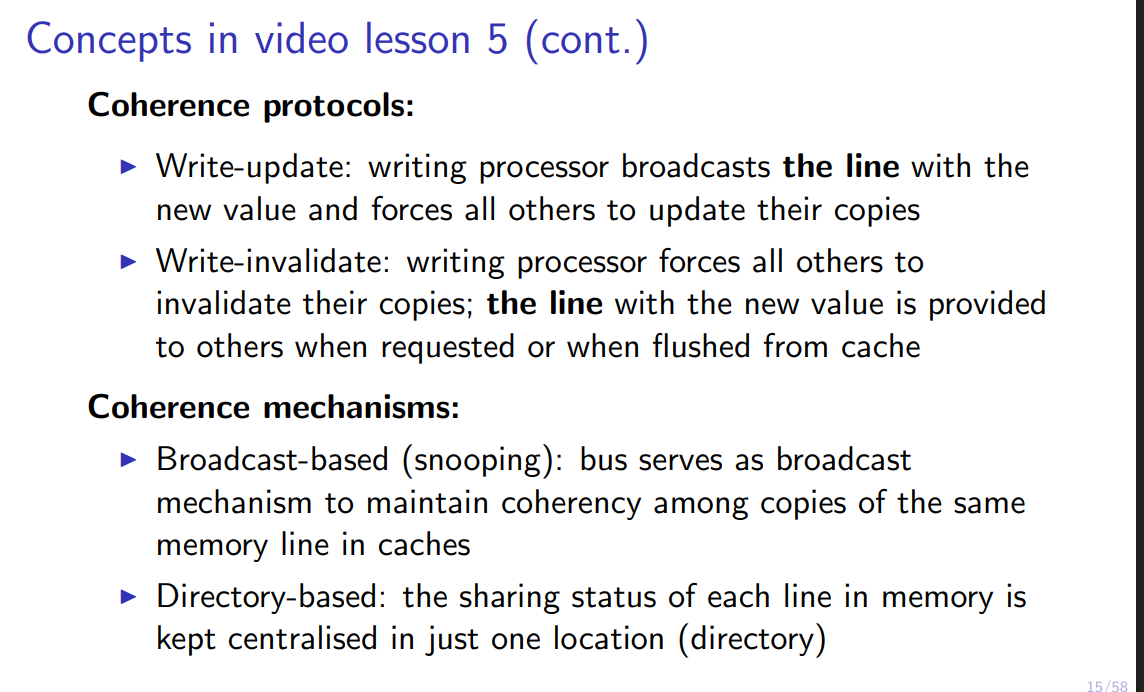 Concepts in video lesson 5 (cont.)
Coherence protocols:
▶ Write-update: writing processor broadcasts the line with the
new value and forces all others to update their copies
▶ Write-invalidate: writing processor forces all others to
invalidate their copies; the line with the new value is provided
to others when requested or when flushed from cache
Coherence mechanisms:
▶ Broadcast-based (snooping): bus serves as broadcast
mechanism to maintain coherency among copies of the same
memory line in caches
▶ Directory-based: the sharing status of each line in memory is
kept centralised in just one location (directory)
15/58